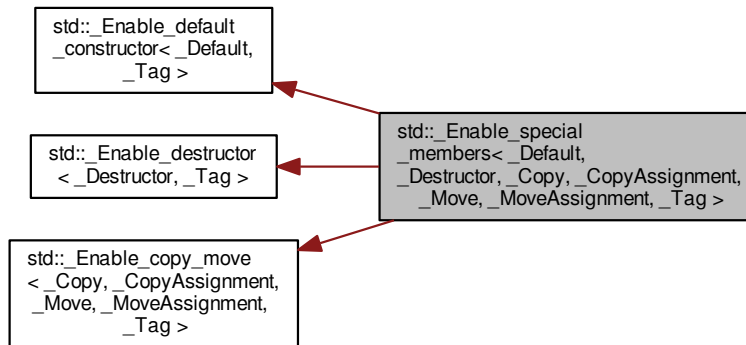 std::_Enable_default
_constructor< _Default,
_Tag >
std::_Enable_destructor
< _Destructor, _Tag >
std::_Enable_copy_move
< _Copy, _CopyAssignment,
_Move, _MoveAssignment,
_Tag >
std::_Enable_special
_members< _Default,
_Destructor, _Copy, _CopyAssignment,
_Move, _MoveAssignment, _Tag >